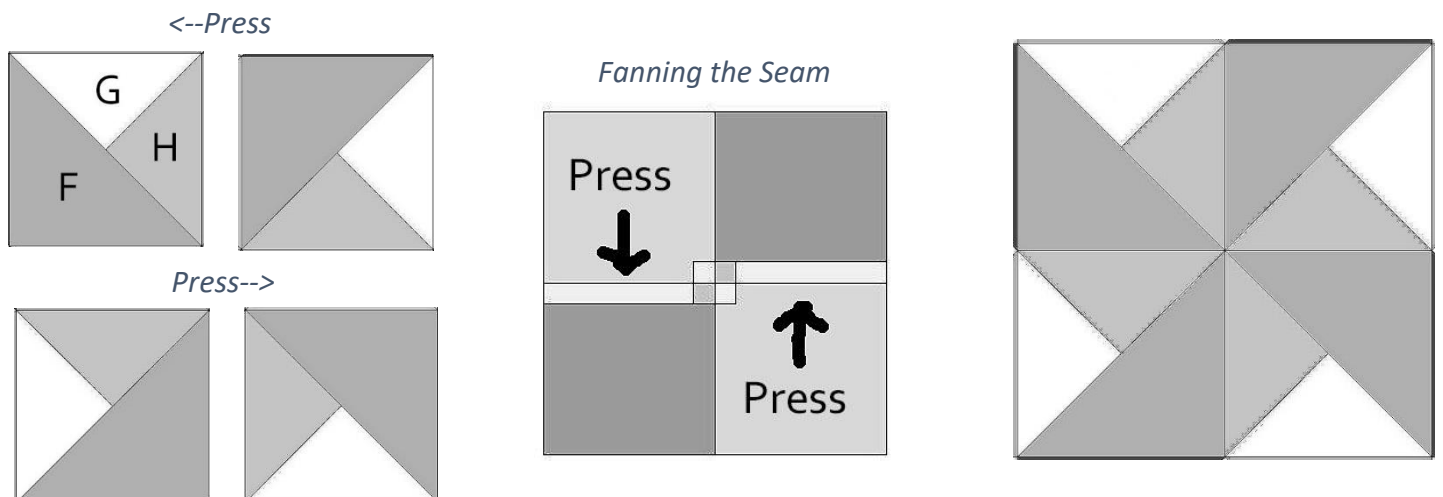 <--Press
G
H
F
Press-->
Fanning the Seam
Press
Press